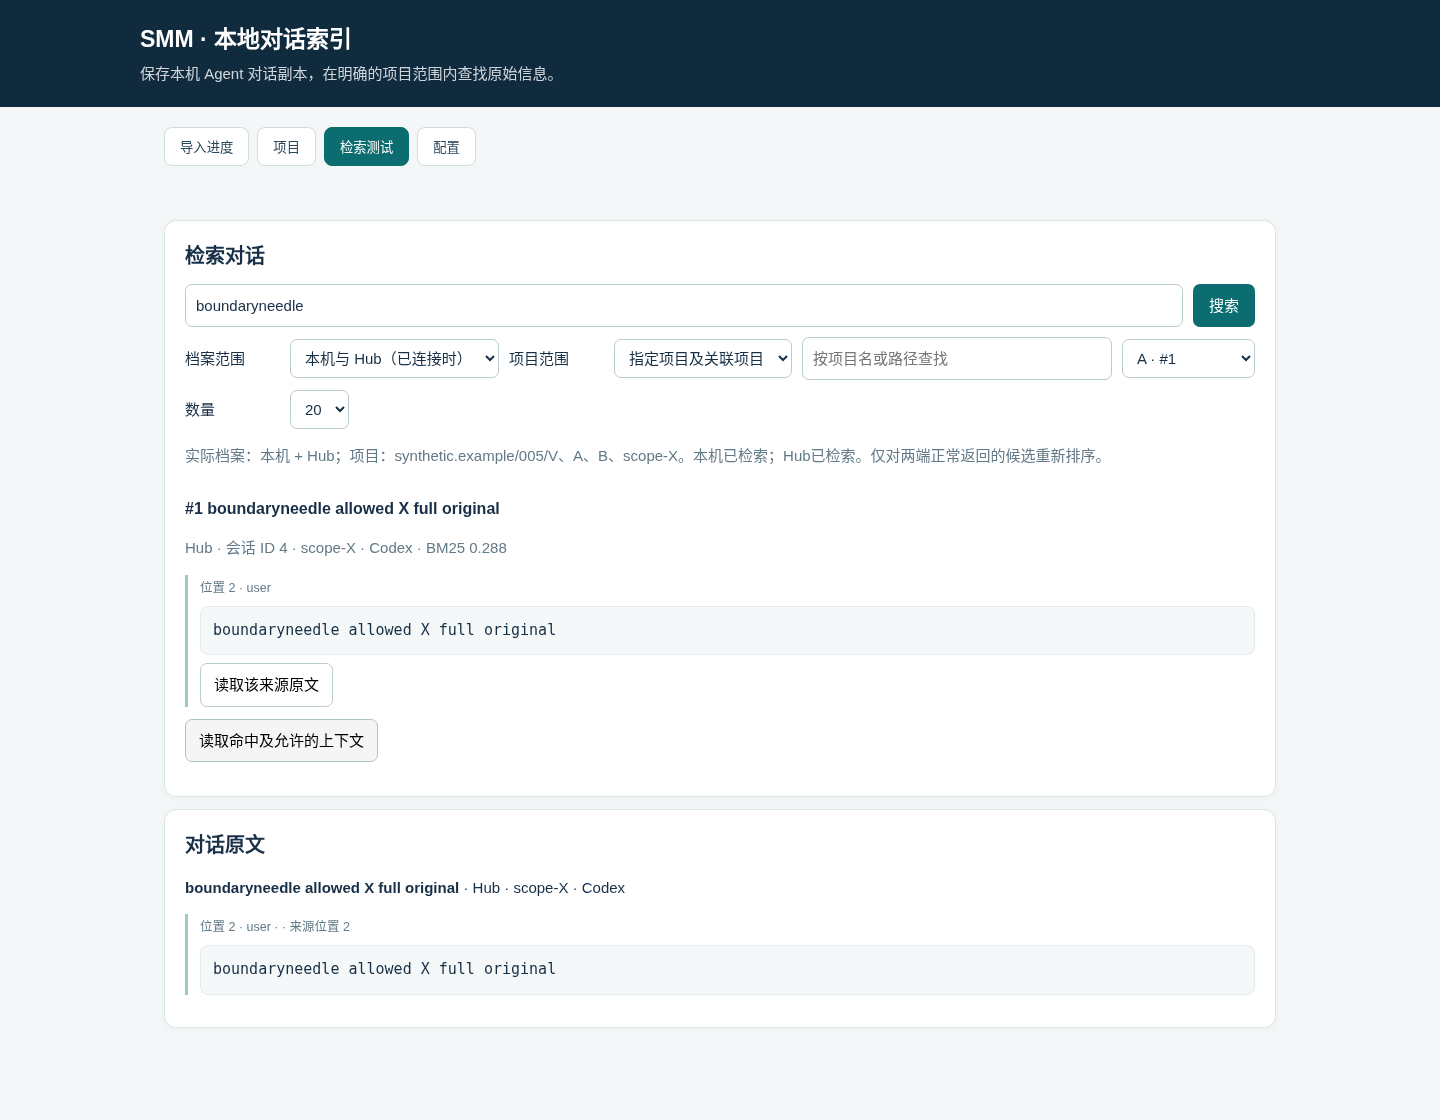 SMM · 本地对话索引
保存本机 Agent 对话副本，在明确的项目范围内查找原始信息。
导入进度 项目 检索测试 配置
检索对话
boundaryneedle 搜索
档案范围 本机与 Hub（已连接时） 项目范围 指定项目及关联项目 按项目名或路径查找 A · #1
数量 20
实际档案：本机 + Hub；项目：synthetic.example/005/V、A、B、scope-X。本机已检索；Hub已检索。仅对两端正常返回的候选重新排序。
#1 boundaryneedle allowed X full original
Hub · 会话 ID 4 · scope-X · Codex · BM25 0.288
位置 2 · user
boundaryneedle allowed X full original
读取该来源原文
读取命中及允许的上下文
对话原文
boundaryneedle allowed X full original · Hub · scope-X · Codex
位置 2 · user · · 来源位置 2
boundaryneedle allowed X full original